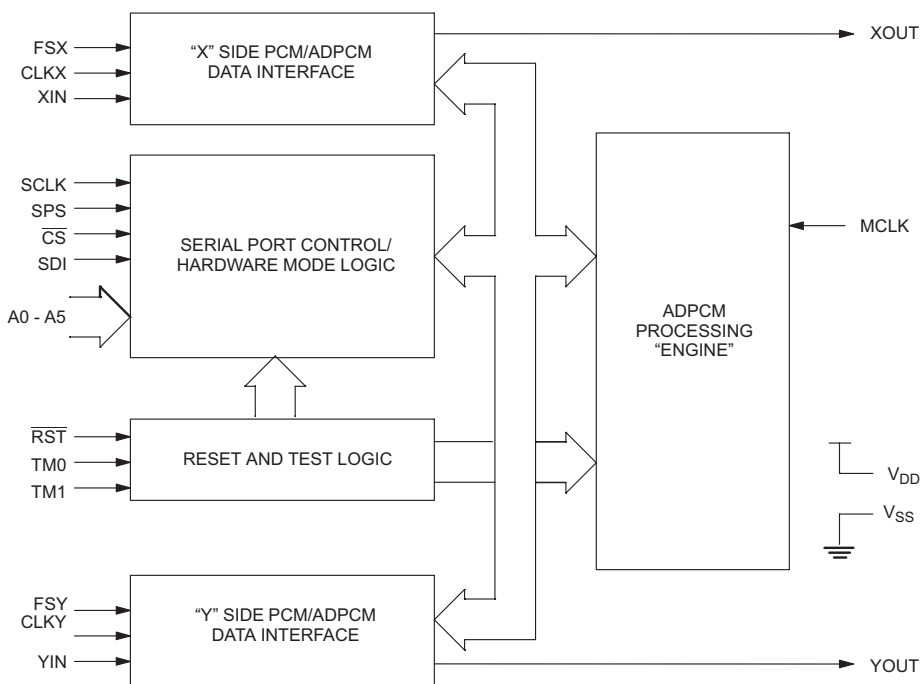 FSX
CLKX
XIN
“X” SIDE PCM/ADPCM
DATA INTERFACE
XOUT
SCLK
SPS
CS
SDI
A0 - A5
SERIAL PORT CONTROL/
HARDWARE MODE LOGIC
MCLK
ADPCM
PROCESSING
“ENGINE”
RST
TM0
TM1
RESET AND TEST LOGIC
VDD
VSS
FSY
CLKY
YIN
“Y” SIDE PCM/ADPCM
DATA INTERFACE
YOUT